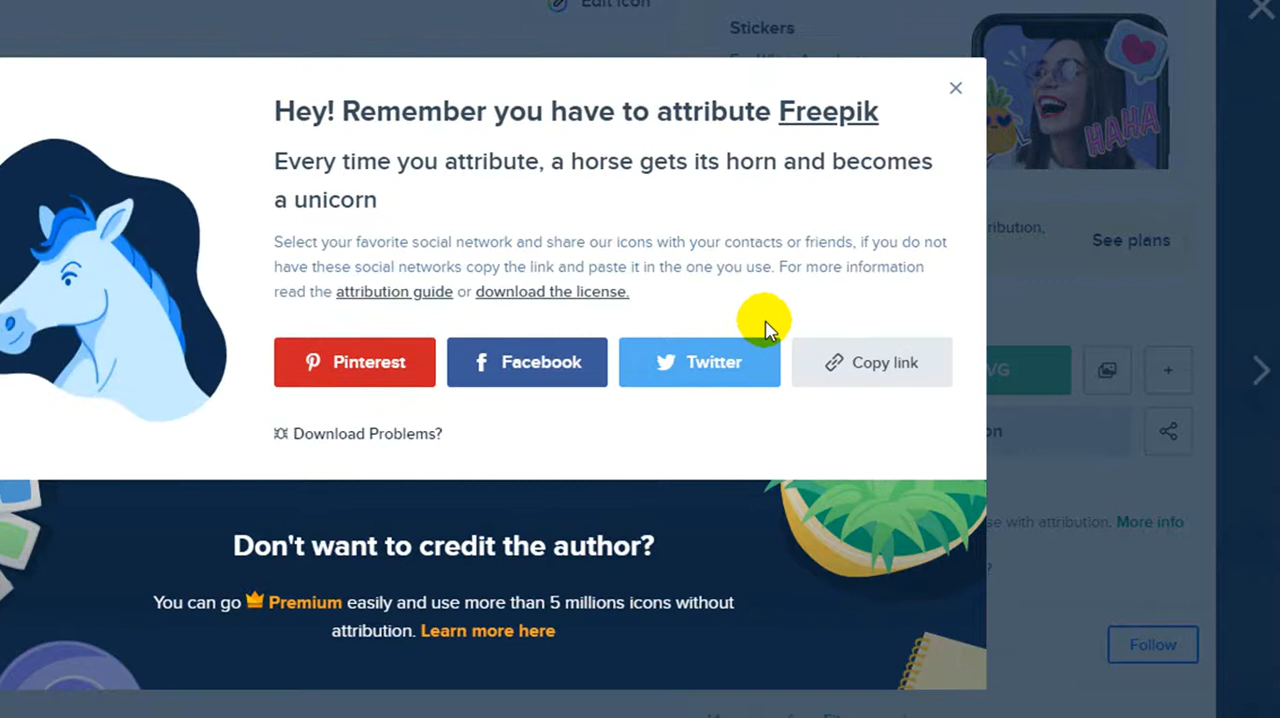 Edit icon
Stickers
Hey! Remember you have to attribute Freepik
Every time you attribute, a horse gets its horn and becomes
a unicorn
Select your favorite social network and share our icons with your contacts or friends, if you do not
have these social networks copy the link and paste it in the one you use. For more information
read the attribution guide or download the license.
Pinterest
Facebook
Twitter
Copy link
Download Problems?
Don't want to credit the author?
You can go Premium easily and use more than 5 millions icons without
attribution. Learn more here
HAHA
See plans
VG
on
se with attribution. More info
Follow